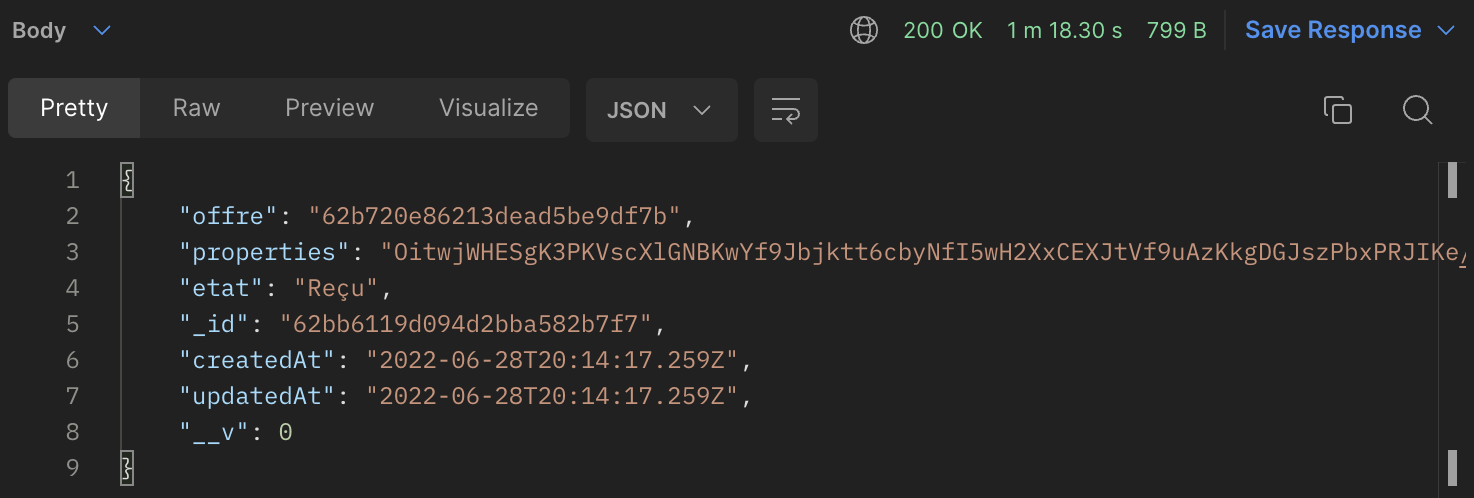 Body 200 OK 1 m 18.30 s 799 B Save Response
Pretty Raw Preview Visualize JSON
1 {
2 "offre": "62b720e86213dead5be9df7b",
3 "properties": "OitwjWHESgK3PKVscXlGNBKwYf9Jbjktt6cbyNfI5wH2XxCEXJtVf9uAzKkgDGJszPbxPRJIKe/
4 "etat": "Reçu",
5 "_id": "62bb6119d094d2bba582b7f7",
6 "createdAt": "2022-06-28T20:14:17.259Z",
7 "updatedAt": "2022-06-28T20:14:17.259Z",
8 "__v": 0
9 }